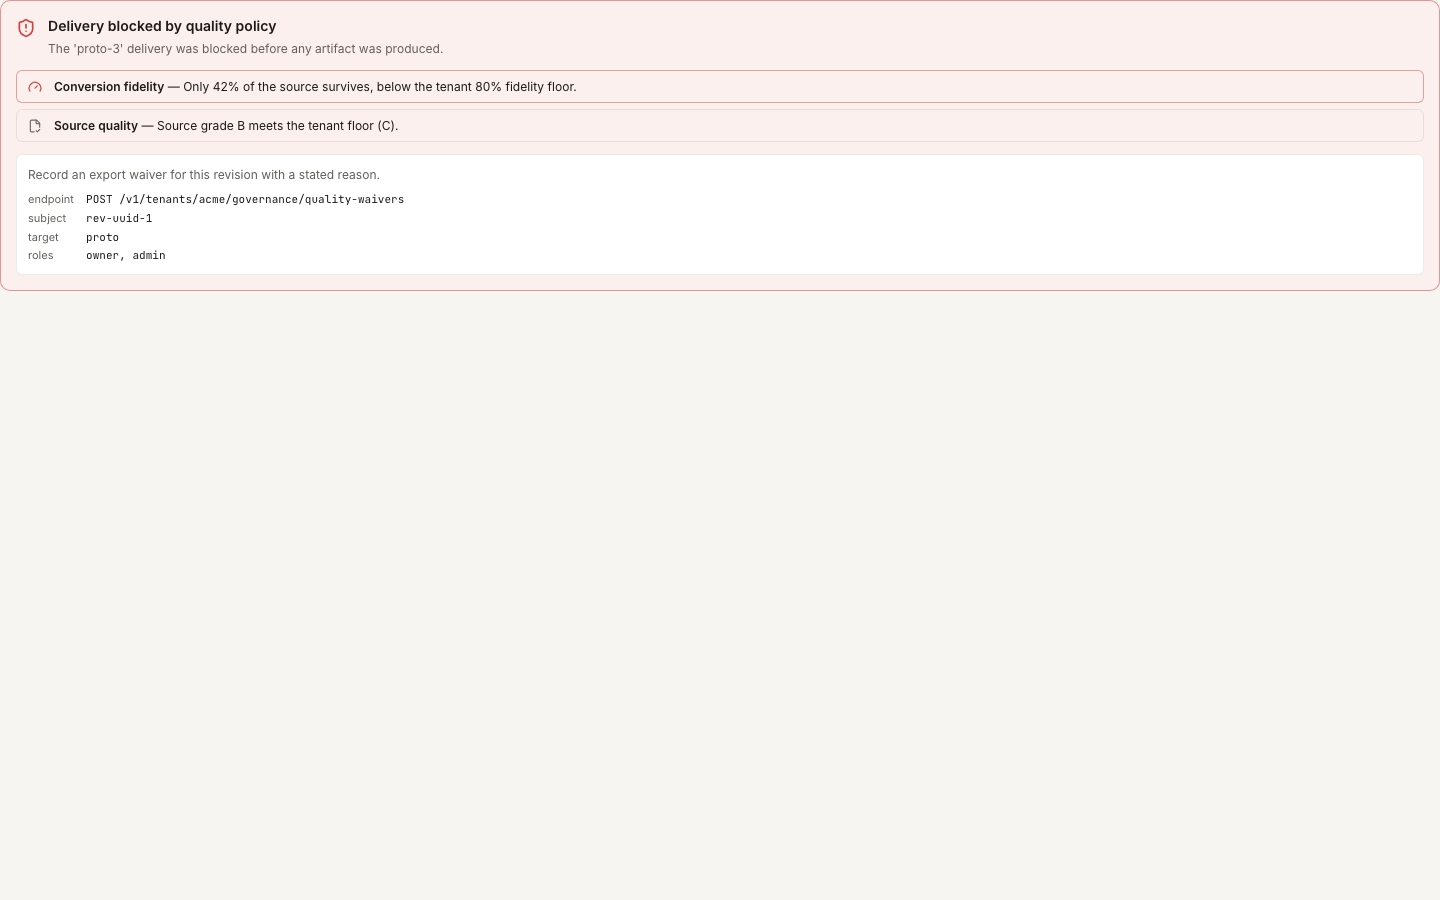 Delivery blocked by quality policy
The 'proto-3' delivery was blocked before any artifact was produced.
Conversion fidelity — Only 42% of the source survives, below the tenant 80% fidelity floor.
Source quality — Source grade B meets the tenant floor (C).
Record an export waiver for this revision with a stated reason.
endpoint POST /v1/tenants/acme/governance/quality-waivers
subject rev-uuid-1
target proto
roles owner, admin